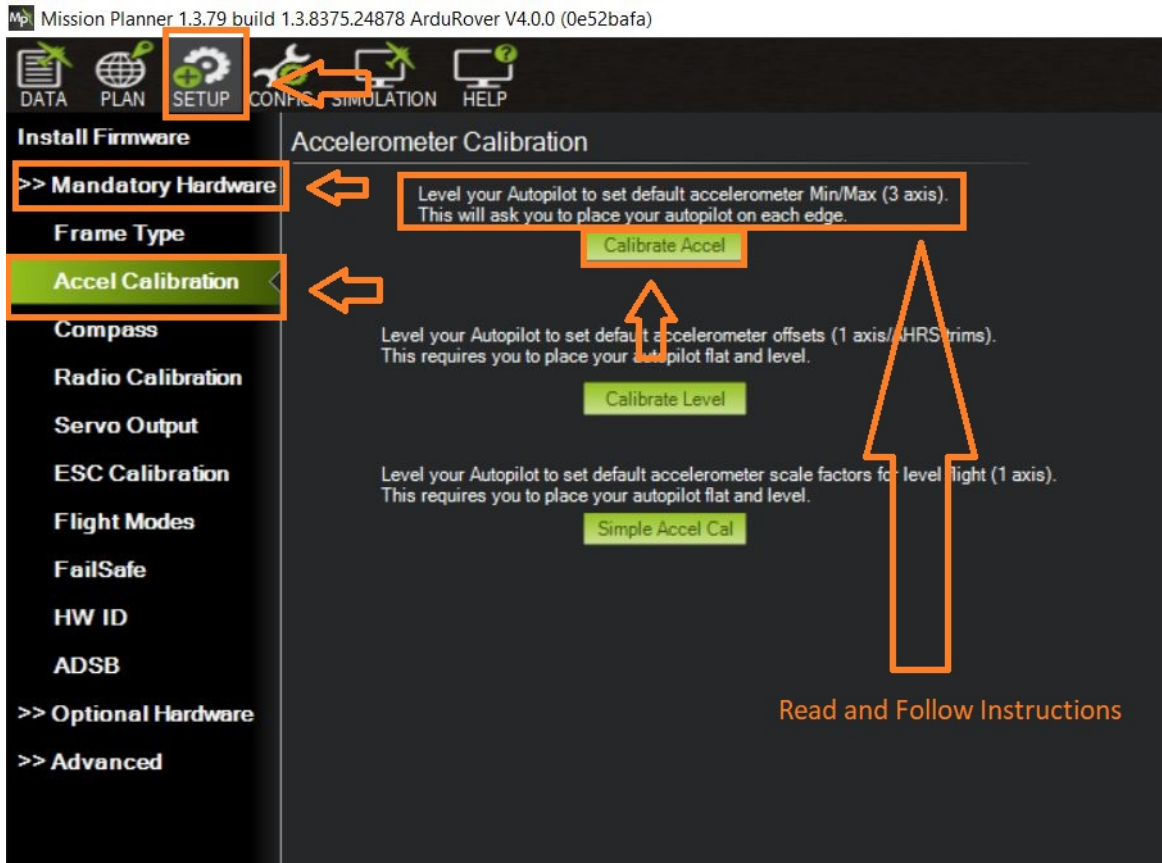 Mission Planner 1.3.79 build 1.3.8375.24878 ArduRover V4.0.0 (0e52bafa)
DATA PLAN SETUP CONFIG SIMULATION HELP
Install Firmware
>> Mandatory Hardware
Frame Type
Accel Calibration
Compass
Radio Calibration
Servo Output
ESC Calibration
Flight Modes
FailSafe
HW ID
ADSB
>> Optional Hardware
>> Advanced
Accelerometer Calibration
Level your Autopilot to set default accelerometer Min/Max (3 axis).
This will ask you to place your autopilot on each edge.
Calibrate Accel
Level your Autopilot to set default accelerometer offsets (1 axis/AHRS trims).
This requires you to place your autopilot flat and level.
Calibrate Level
Level your Autopilot to set default accelerometer scale factors for level flight (1 axis).
This requires you to place your autopilot flat and level.
Simple Accel Cal
Read and Follow Instructions